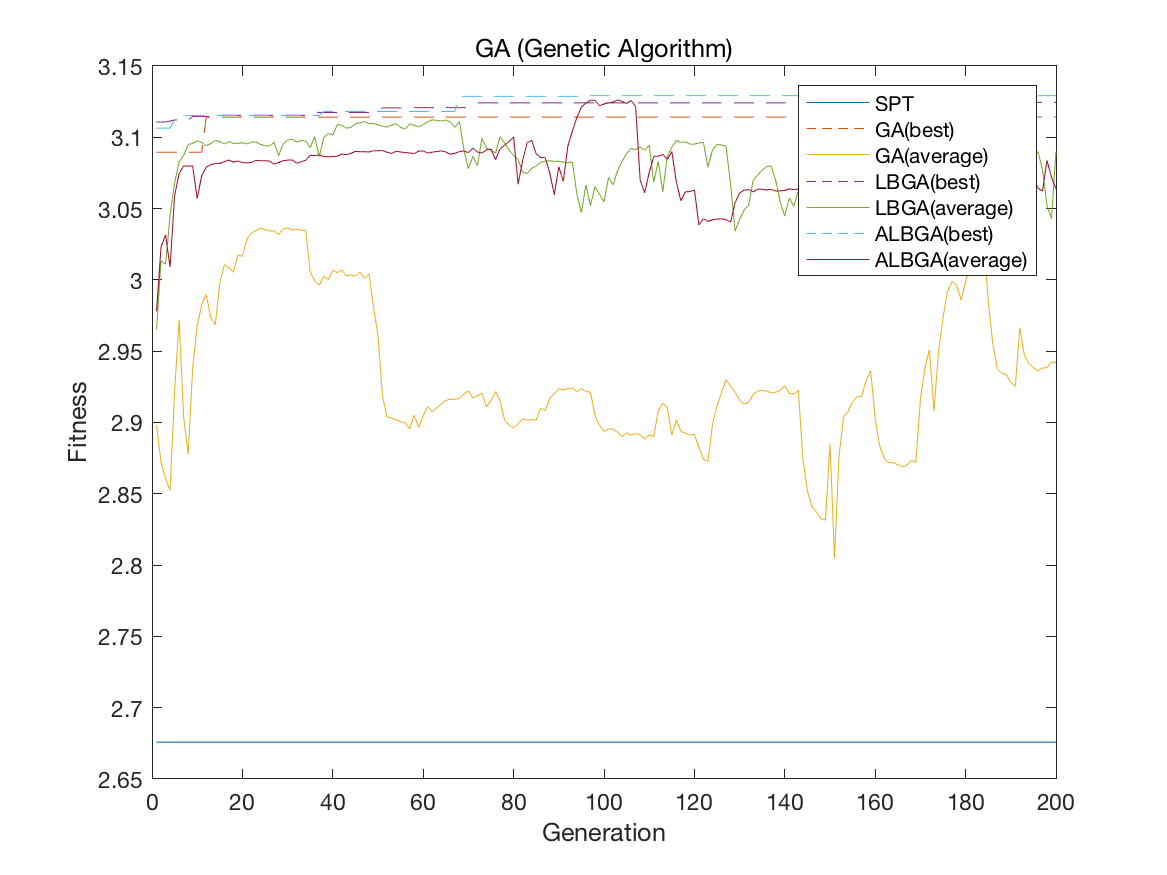 GA (Genetic Algorithm)
3.15
3.1
3.05
3
2.95
2.9
2.85
2.8
2.75
2.7
2.65
Fitness
SPT
GA(best)
GA(average)
LBGA(best)
LBGA(average)
ALBGA(best)
ALBGA(average)
0 20 40 60 80 100 120 140 160 180 200
Generation